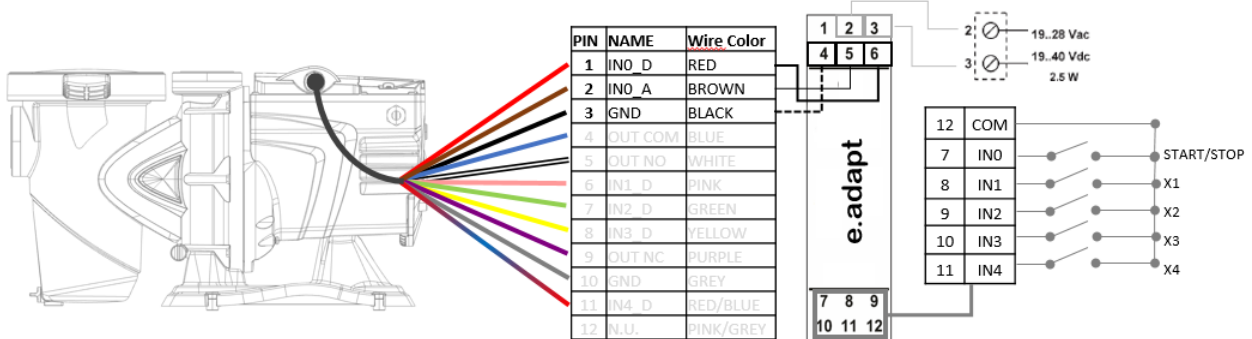 PIN NAME Wire Color
1 IN0_D RED
2 IN0_A BROWN
3 GND BLACK
4 OUT COM BLUE
5 OUT NO WHITE
6 IN1_D PINK
7 IN2_D GREEN
8 IN3_D YELLOW
9 OUT NC PURPLE
10 GND GREY
11 IN4_D RED/BLUE
12 N.U. PINK/GREY
1 2 3
4 5 6
e.adapt
7 8 9
10 11 12
2 19..28 Vac
3 19..40 Vdc
2.5 W
12 COM
7 IN0 START/STOP
8 IN1 X1
9 IN2 X2
10 IN3 X3
11 IN4 X4